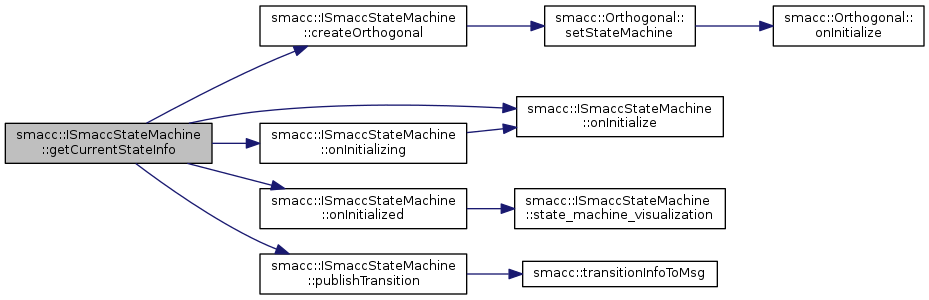 smacc::ISmaccStateMachine
::getCurrentStateInfo
smacc::ISmaccStateMachine
::createOrthogonal
smacc::Orthogonal::
setStateMachine
smacc::Orthogonal::
onInitialize
smacc::ISmaccStateMachine
::onInitialize
smacc::ISmaccStateMachine
::onInitializing
smacc::ISmaccStateMachine
::onInitialized
smacc::ISmaccStateMachine
::state_machine_visualization
smacc::ISmaccStateMachine
::publishTransition
smacc::transitionInfoToMsg